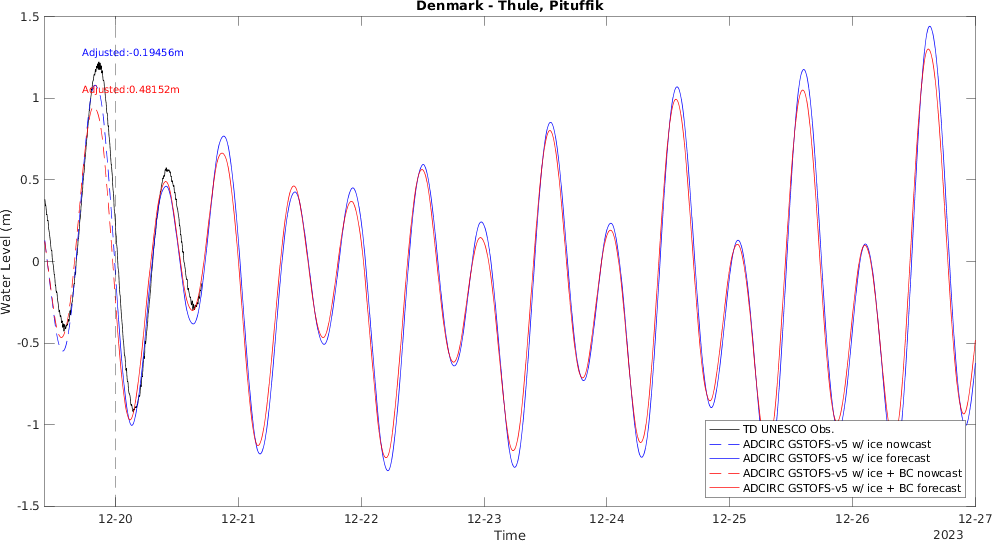 Denmark - Thule, Pituffik
1.5
1
0.5
0
-0.5
-1
-1.5
Water Level (m)
Adjusted:-0.19456m
Adjusted:0.48152m
TD UNESCO Obs.
ADCIRC GSTOFS-v5 w/ ice nowcast
ADCIRC GSTOFS-v5 w/ ice forecast
ADCIRC GSTOFS-v5 w/ ice + BC nowcast
ADCIRC GSTOFS-v5 w/ ice + BC forecast
12-20 12-21 12-22 12-23 12-24 12-25 12-26 12-27
Time
2023